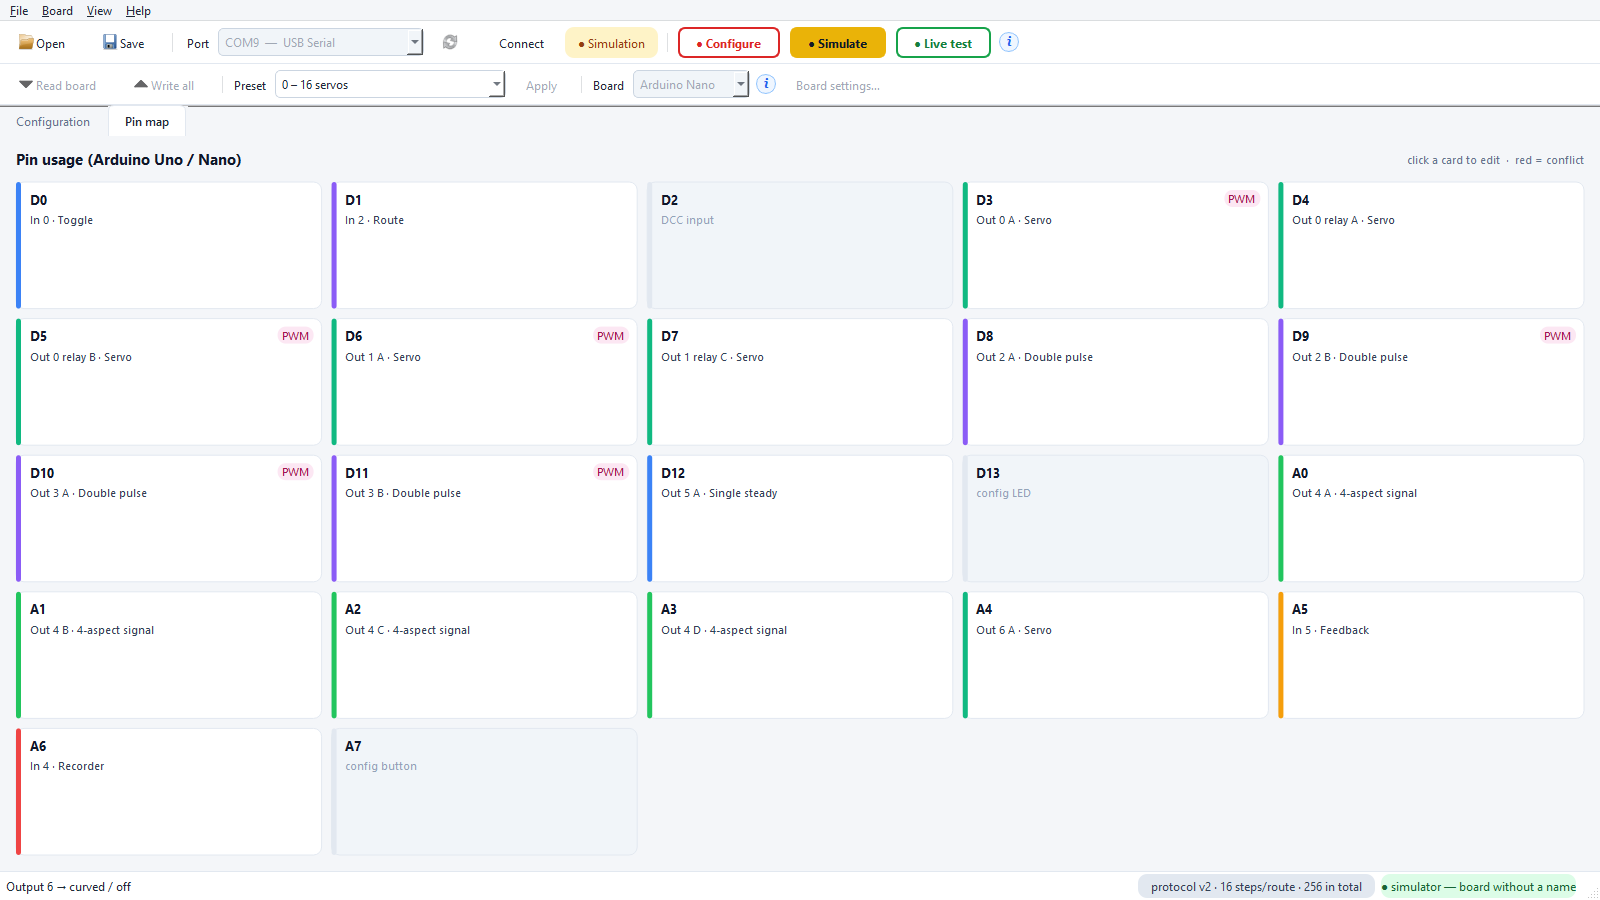 File Board View Help
Open Save Port COM9 — USB Serial Connect ● Simulation ● Configure ● Simulate ● Live test i
Read board Write all Preset 0 – 16 servos Apply Board Arduino Nano i Board settings...
Configuration Pin map
Pin usage (Arduino Uno / Nano) click a card to edit · red = conflict
D0 D1 D2 D3 PWM D4
In 0 · Toggle In 2 · Route DCC input Out 0 A · Servo Out 0 relay A · Servo
D5 PWM D6 PWM D7 D8 D9 PWM
Out 0 relay B · Servo Out 1 A · Servo Out 1 relay C · Servo Out 2 A · Double pulse Out 2 B · Double pulse
D10 PWM D11 PWM D12 D13 A0
Out 3 A · Double pulse Out 3 B · Double pulse Out 5 A · Single steady config LED Out 4 A · 4-aspect signal
A1 A2 A3 A4 A5
Out 4 B · 4-aspect signal Out 4 C · 4-aspect signal Out 4 D · 4-aspect signal Out 6 A · Servo In 5 · Feedback
A6 A7
In 4 · Recorder config button
Output 6 → curved / off protocol v2 · 16 steps/route · 256 in total ● simulator — board without a name